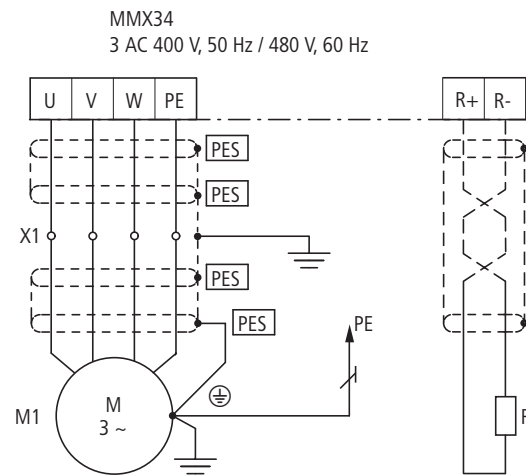 MMX34
3 AC 400 V, 50 Hz / 480 V, 60 Hz
U V W PE R+ R-
PES
PES
X1
PES
PES
PE
M1
M
3 ~
R